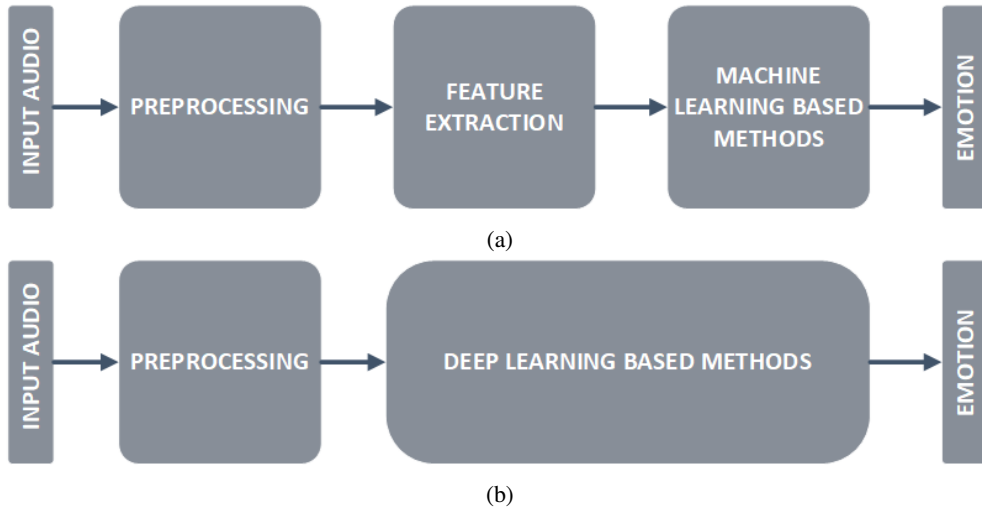 INPUT AUDIO
PREPROCESSING
FEATURE
EXTRACTION
MACHINE
LEARNING BASED
METHODS
EMOTION
(a)
INPUT AUDIO
PREPROCESSING
DEEP LEARNING BASED METHODS
EMOTION
(b)